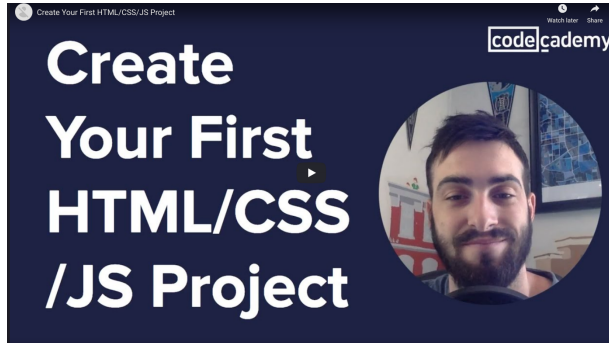 Create Your First HTML/CSS/JS Project
Watch later
Share
codecademy
Create
Your First
HTML/CSS
/JS Project